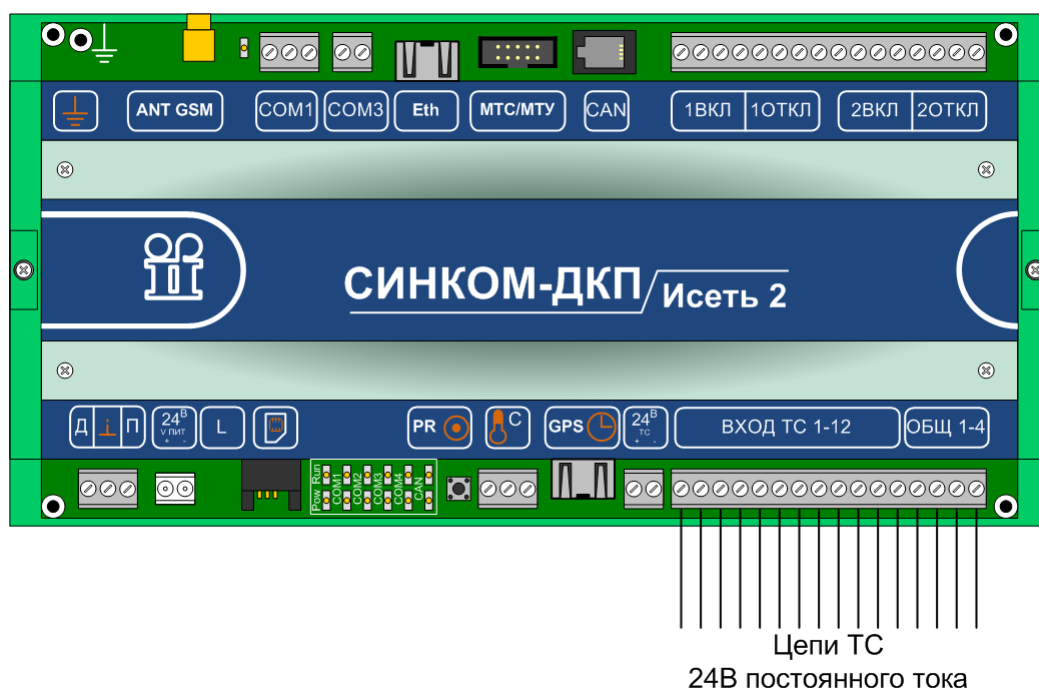 ANT GSM
COM1
COM3
Eth
МТС/МТУ
CAN
1ВКЛ 1ОТКЛ
2ВКЛ 2ОТКЛ
СИНКОМ-ДКП/Исеть 2
Д П
24В
V ПИТ
+ -
L
PR
С
GPS
24В
ТС
+ -
ВХОД ТС 1-12
ОБЩ 1-4
Pow Run
COM1
COM2
COM3
COM4
CAN
Цепи ТС
24В постоянного тока